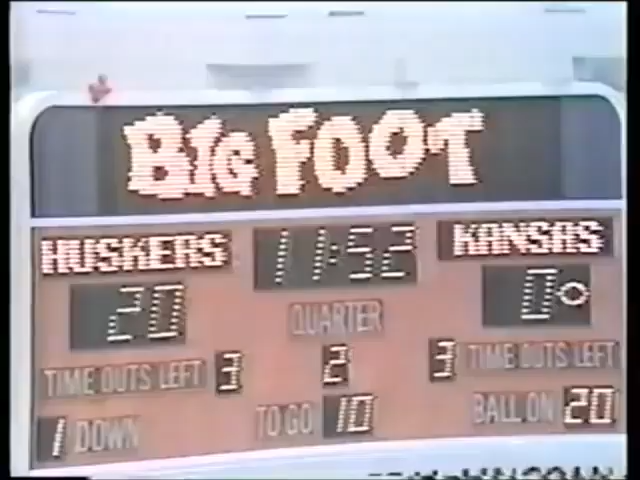 BIG FOOT
HUSKERS 11:52 KANSAS
20 QUARTER 0
TIME OUTS LEFT 3 2 3 TIME OUTS LEFT
1 DOWN TO GO 10 BALL ON 20